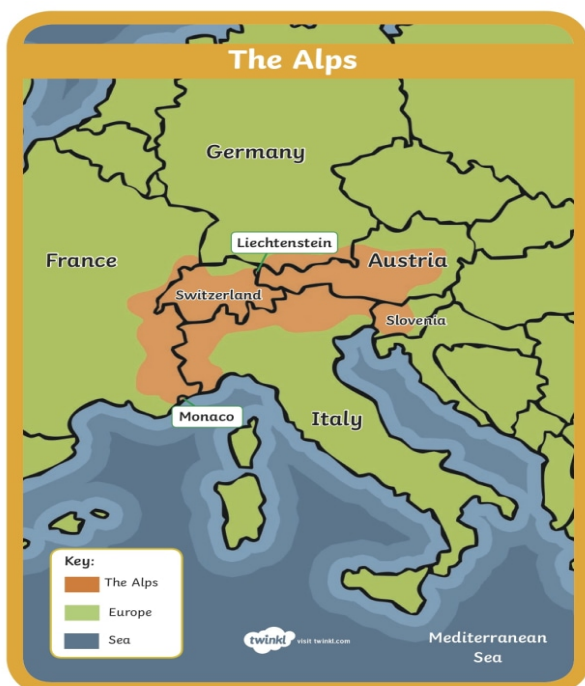 The Alps
Germany
Liechtenstein
France
Austria
Switzerland
Slovenia
Monaco
Italy
Key:
The Alps
Europe
Sea
twinkl visit twinkl.com
Mediterranean
Sea